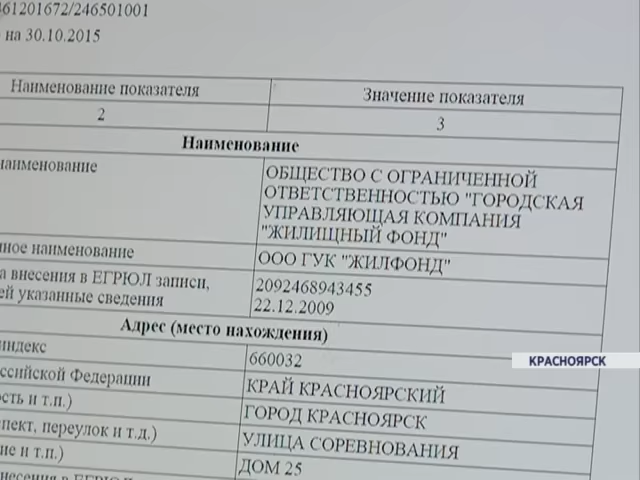 461201672/246501001
на 30.10.2015
Наименование показателя
Значение показателя
2
3
Наименование
наименование
ОБЩЕСТВО С ОГРАНИЧЕННОЙ
ОТВЕТСТВЕННОСТЬЮ "ГОРОДСКАЯ
УПРАВЛЯЮЩАЯ КОМПАНИЯ
"ЖИЛИЩНЫЙ ФОНД"
ное наименование
ООО ГУК "ЖИЛФОНД"
а внесения в ЕГРЮЛ записи,
ей указанные сведения
2092468943455
22.12.2009
Адрес (место нахождения)
индекс
660032
ссийской Федерации
КРАЙ КРАСНОЯРСКИЙ
сть и т.п.)
ГОРОД КРАСНОЯРСК
пект, переулок и т.д.)
УЛИЦА СОРЕВНОВАНИЯ
ие и т.п.)
ДОМ 25
КРАСНОЯРСК